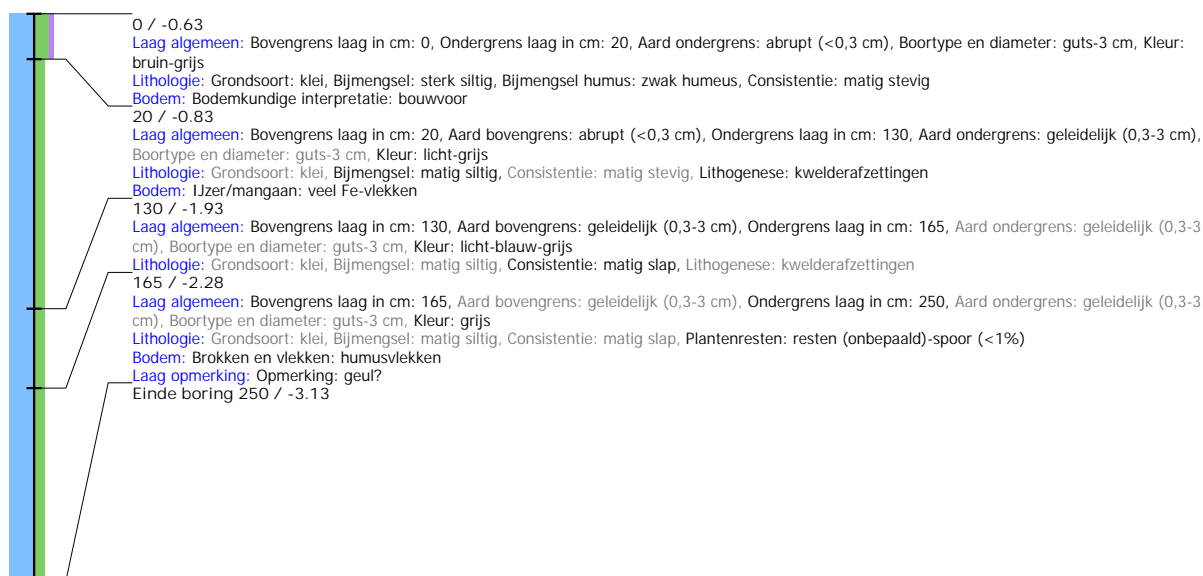 0 / -0.63
Laag algemeen: Bovengrens laag in cm: 0, Ondergrens laag in cm: 20, Aard ondergrens: abrupt (<0,3 cm), Boortype en diameter: guts-3 cm, Kleur:
bruin-grijs
Lithologie: Grondsoort: klei, Bijmengsel: sterk siltig, Bijmengsel humus: zwak humeus, Consistentie: matig stevig
Bodem: Bodemkundige interpretatie: bouwvoor
20 / -0.83
Laag algemeen: Bovengrens laag in cm: 20, Aard bovengrens: abrupt (<0,3 cm), Ondergrens laag in cm: 130, Aard ondergrens: geleidelijk (0,3-3 cm),
Boortype en diameter: guts-3 cm, Kleur: licht-grijs
Lithologie: Grondsoort: klei, Bijmengsel: matig siltig, Consistentie: matig stevig, Lithogenese: kwelderafzettingen
Bodem: IJzer/mangaan: veel Fe-vlekken
130 / -1.93
Laag algemeen: Bovengrens laag in cm: 130, Aard bovengrens: geleidelijk (0,3-3 cm), Ondergrens laag in cm: 165, Aard ondergrens: geleidelijk (0,3-3
cm), Boortype en diameter: guts-3 cm, Kleur: licht-blauw-grijs
Lithologie: Grondsoort: klei, Bijmengsel: matig siltig, Consistentie: matig slap, Lithogenese: kwelderafzettingen
165 / -2.28
Laag algemeen: Bovengrens laag in cm: 165, Aard bovengrens: geleidelijk (0,3-3 cm), Ondergrens laag in cm: 250, Aard ondergrens: geleidelijk (0,3-3
cm), Boortype en diameter: guts-3 cm, Kleur: grijs
Lithologie: Grondsoort: klei, Bijmengsel: matig siltig, Consistentie: matig slap, Plantenresten: resten (onbepaald)-spoor (<1%)
Bodem: Brokken en vlekken: humusvlekken
Laag opmerking: Opmerking: geul?
Einde boring 250 / -3.13